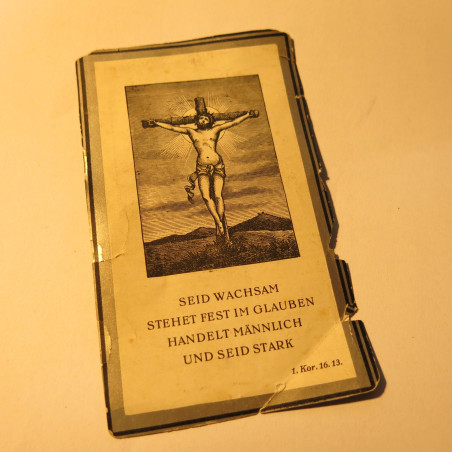 SEID WACHSAM
STEHET FEST IM GLAUBEN
HANDELT MÄNNLICH
UND SEID STARK
1. Kor. 16. 13.